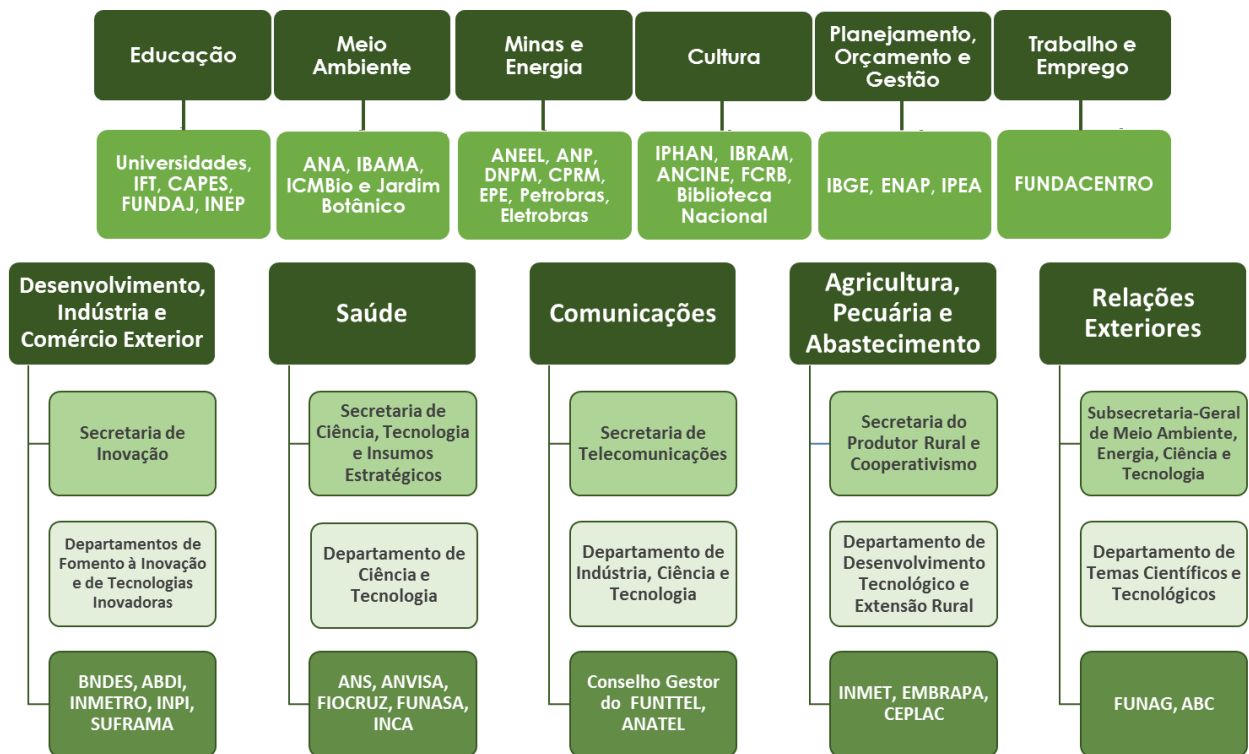 Educação
Meio
Ambiente
Minas e
Energia
Cultura
Planejamento,
Orçamento e
Gestão
Trabalho e
Emprego
Universidades,
IFT, CAPES,
FUNDAJ, INEP
ANA, IBAMA,
ICMBio e Jardim
Botânico
ANEEL, ANP,
DNPM, CPRM,
EPE, Petrobras,
Eletrobras
IPHAN, IBRAM,
ANCINE, FCRB,
Biblioteca
Nacional
IBGE, ENAP, IPEA
FUNDACENTRO
Desenvolvimento,
Indústria e
Comércio Exterior
Saúde
Comunicações
Agricultura,
Pecuária e
Abastecimento
Relações
Exteriores
Secretaria de
Inovação
Secretaria de
Ciência, Tecnologia
e Insumos
Estratégicos
Secretaria de
Telecomunicações
Secretaria do
Produtor Rural e
Cooperativismo
Subsecretaria-Geral
de Meio Ambiente,
Energia, Ciência e
Tecnologia
Departamentos de
Fomento à Inovação
e de Tecnologias
Inovadoras
Departamento de
Ciência e
Tecnologia
Departamento de
Indústria, Ciência e
Tecnologia
Departamento de
Desenvolvimento
Tecnológico e
Extensão Rural
Departamento de
Temas Científicos e
Tecnológicos
BNDES, ABDI,
INMETRO, INPI,
SUFRAMA
ANS, ANVISA,
FIOCRUZ, FUNASA,
INCA
Conselho Gestor
do FUNTTEL,
ANATEL
INMET, EMBRAPA,
CEPLAC
FUNAG, ABC